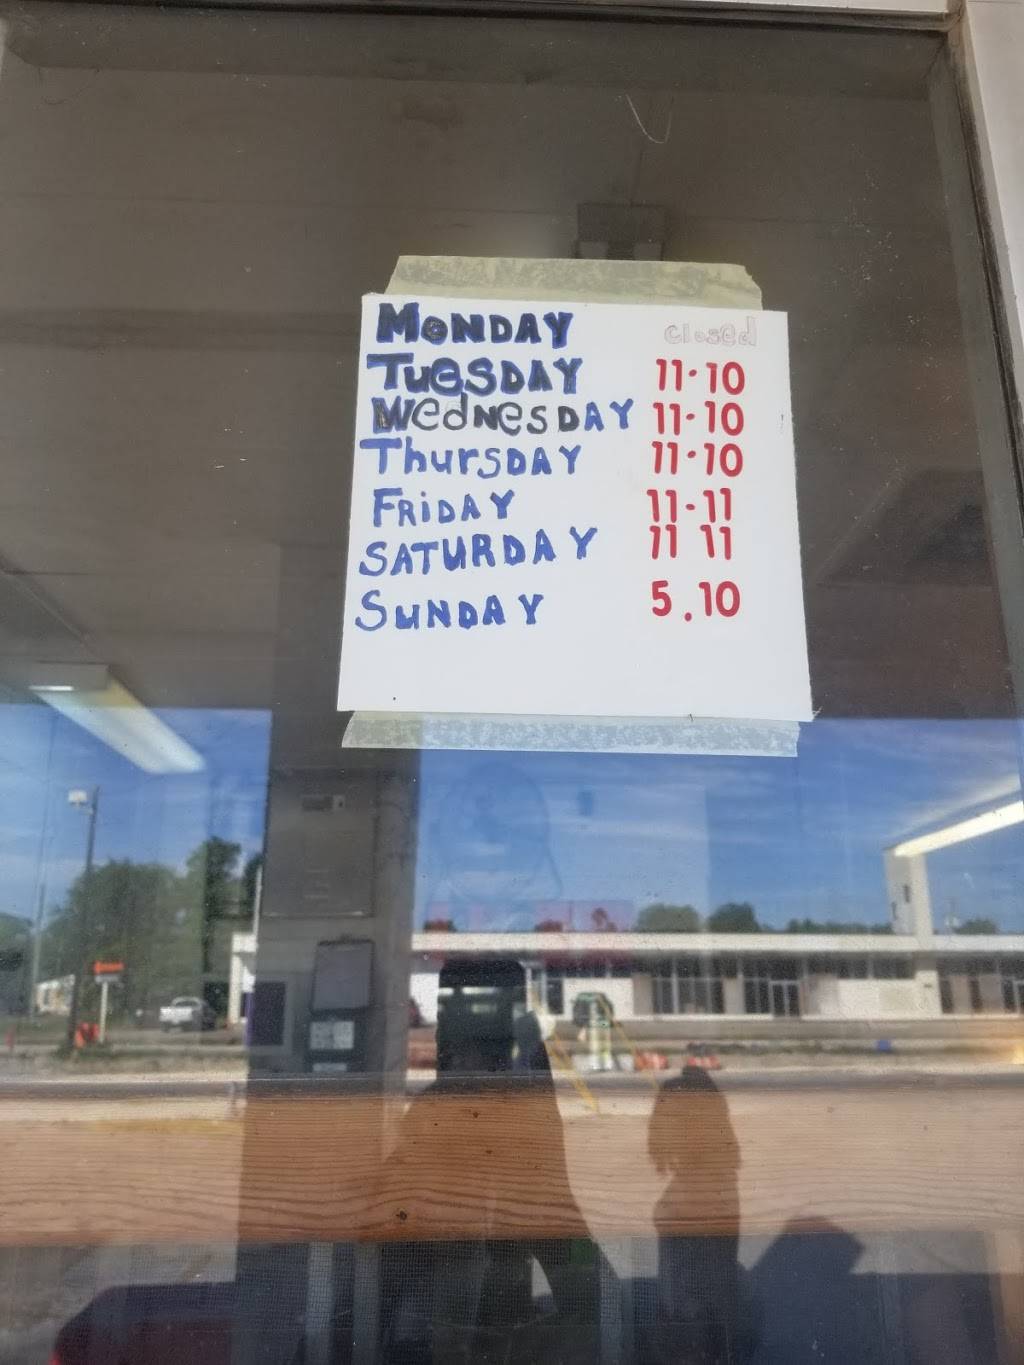 MoNDAY closed
TueSDAY 11-10
WedNesDAY 11-10
ThursDAY 11-10
FRiDAY 11-11
SATURDAY 11 11
SUNDAY 5.10